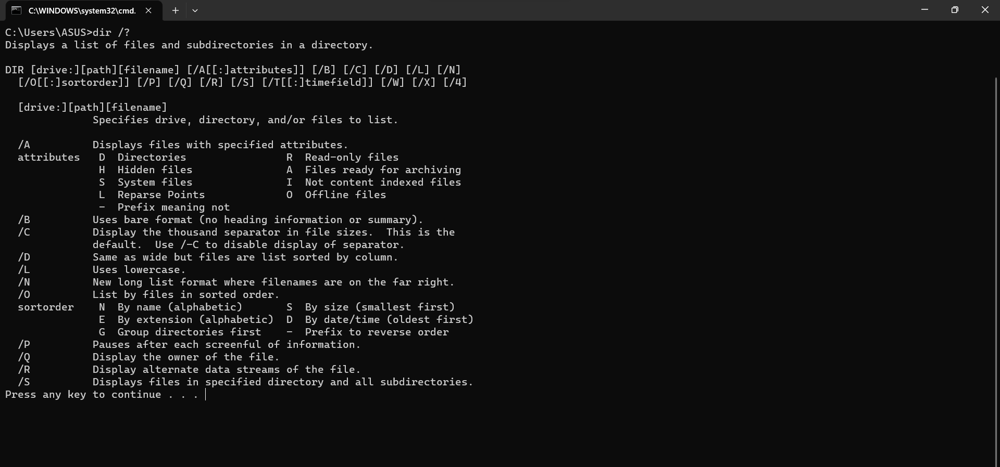 C:\WINDOWS\system32\cmd.
C:\Users\ASUS>dir /?
Displays a list of files and subdirectories in a directory.

DIR [drive:][path][filename] [/A[[:]attributes]] [/B] [/C] [/D] [/L] [/N]
  [/O[[:]sortorder]] [/P] [/Q] [/R] [/S] [/T[[:]timefield]] [/W] [/X] [/4]

  [drive:][path][filename]
              Specifies drive, directory, and/or files to list.

  /A          Displays files with specified attributes.
  attributes   D  Directories                R  Read-only files
               H  Hidden files               A  Files ready for archiving
               S  System files               I  Not content indexed files
               L  Reparse Points             O  Offline files
               -  Prefix meaning not
  /B          Uses bare format (no heading information or summary).
  /C          Display the thousand separator in file sizes.  This is the
              default.  Use /-C to disable display of separator.
  /D          Same as wide but files are list sorted by column.
  /L          Uses lowercase.
  /N          New long list format where filenames are on the far right.
  /O          List by files in sorted order.
  sortorder    N  By name (alphabetic)       S  By size (smallest first)
               E  By extension (alphabetic)  D  By date/time (oldest first)
               G  Group directories first    -  Prefix to reverse order
  /P          Pauses after each screenful of information.
  /Q          Display the owner of the file.
  /R          Display alternate data streams of the file.
  /S          Displays files in specified directory and all subdirectories.
Press any key to continue . . .